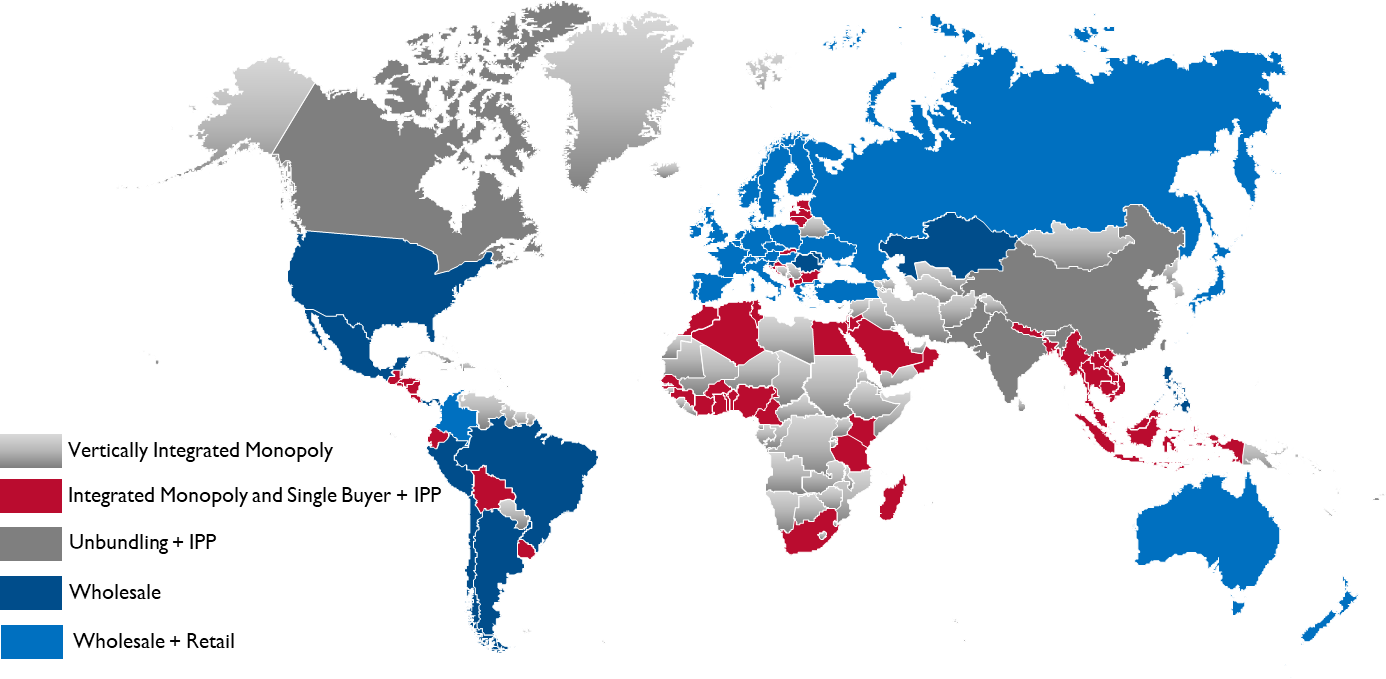 Vertically Integrated Monopoly
Integrated Monopoly and Single Buyer + IPP
Unbundling + IPP
Wholesale
Wholesale + Retail